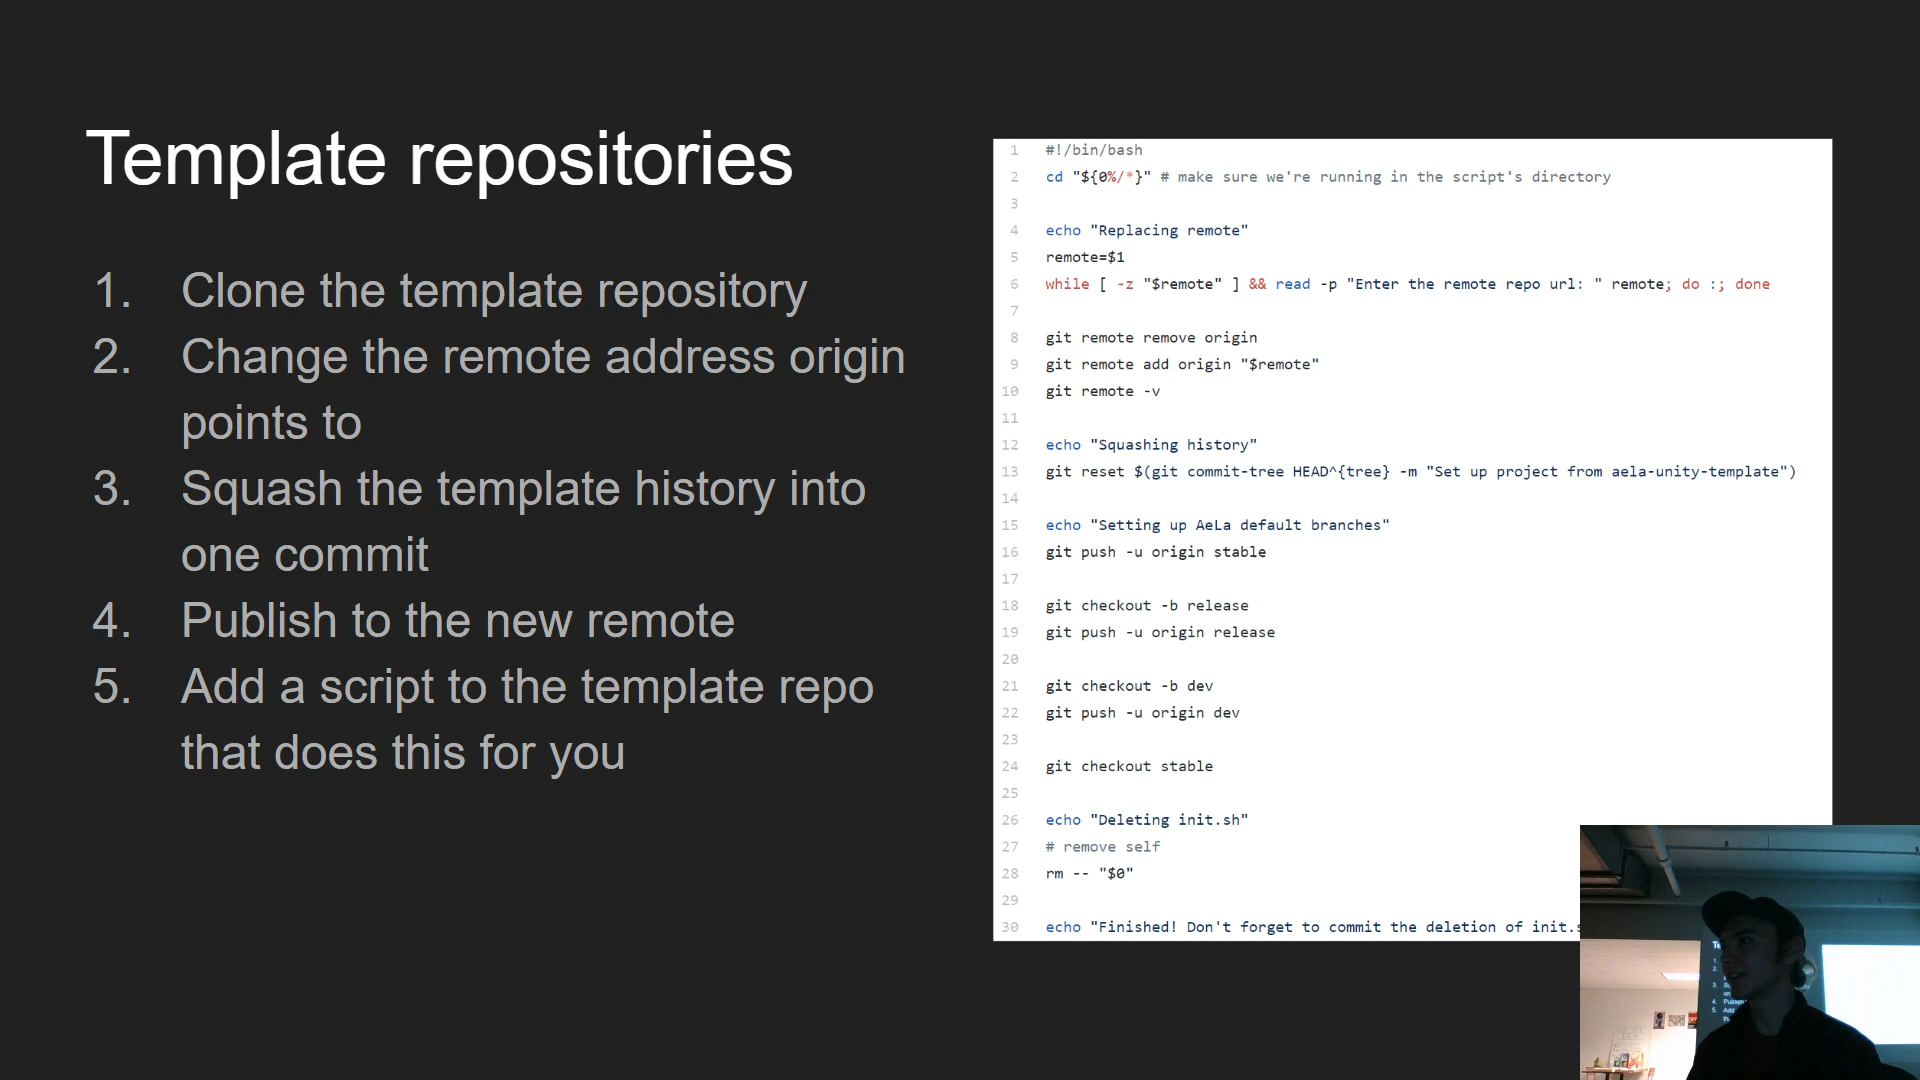 Template repositories
1. Clone the template repository
2. Change the remote address origin
points to
3. Squash the template history into
one commit
4. Publish to the new remote
5. Add a script to the template repo
that does this for you
1 #!/bin/bash
2 cd "${0%/*}" # make sure we're running in the script's directory
3
4 echo "Replacing remote"
5 remote=$1
6 while [ -z "$remote" ] && read -p "Enter the remote repo url: " remote; do :; done
7
8 git remote remove origin
9 git remote add origin "$remote"
10 git remote -v
11
12 echo "Squashing history"
13 git reset $(git commit-tree HEAD^{tree} -m "Set up project from aela-unity-template")
14
15 echo "Setting up AeLa default branches"
16 git push -u origin stable
17
18 git checkout -b release
19 git push -u origin release
20
21 git checkout -b dev
22 git push -u origin dev
23
24 git checkout stable
25
26 echo "Deleting init.sh"
27 # remove self
28 rm -- "$0"
29
30 echo "Finished! Don't forget to commit the deletion of init.s